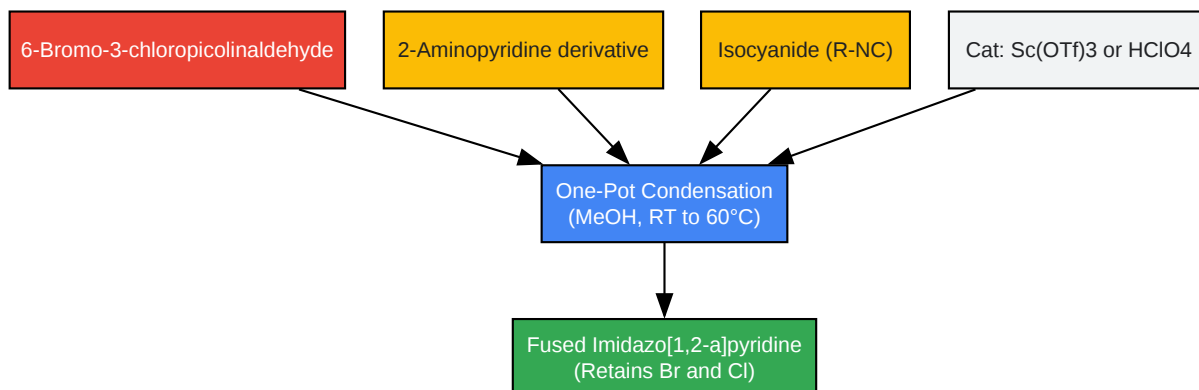 6-Bromo-3-chloropicolinaldehyde
2-Aminopyridine derivative
Isocyanide (R-NC)
Cat: Sc(OTf)3 or HClO4
One-Pot Condensation
(MeOH, RT to 60°C)
Fused Imidazo[1,2-a]pyridine
(Retains Br and Cl)